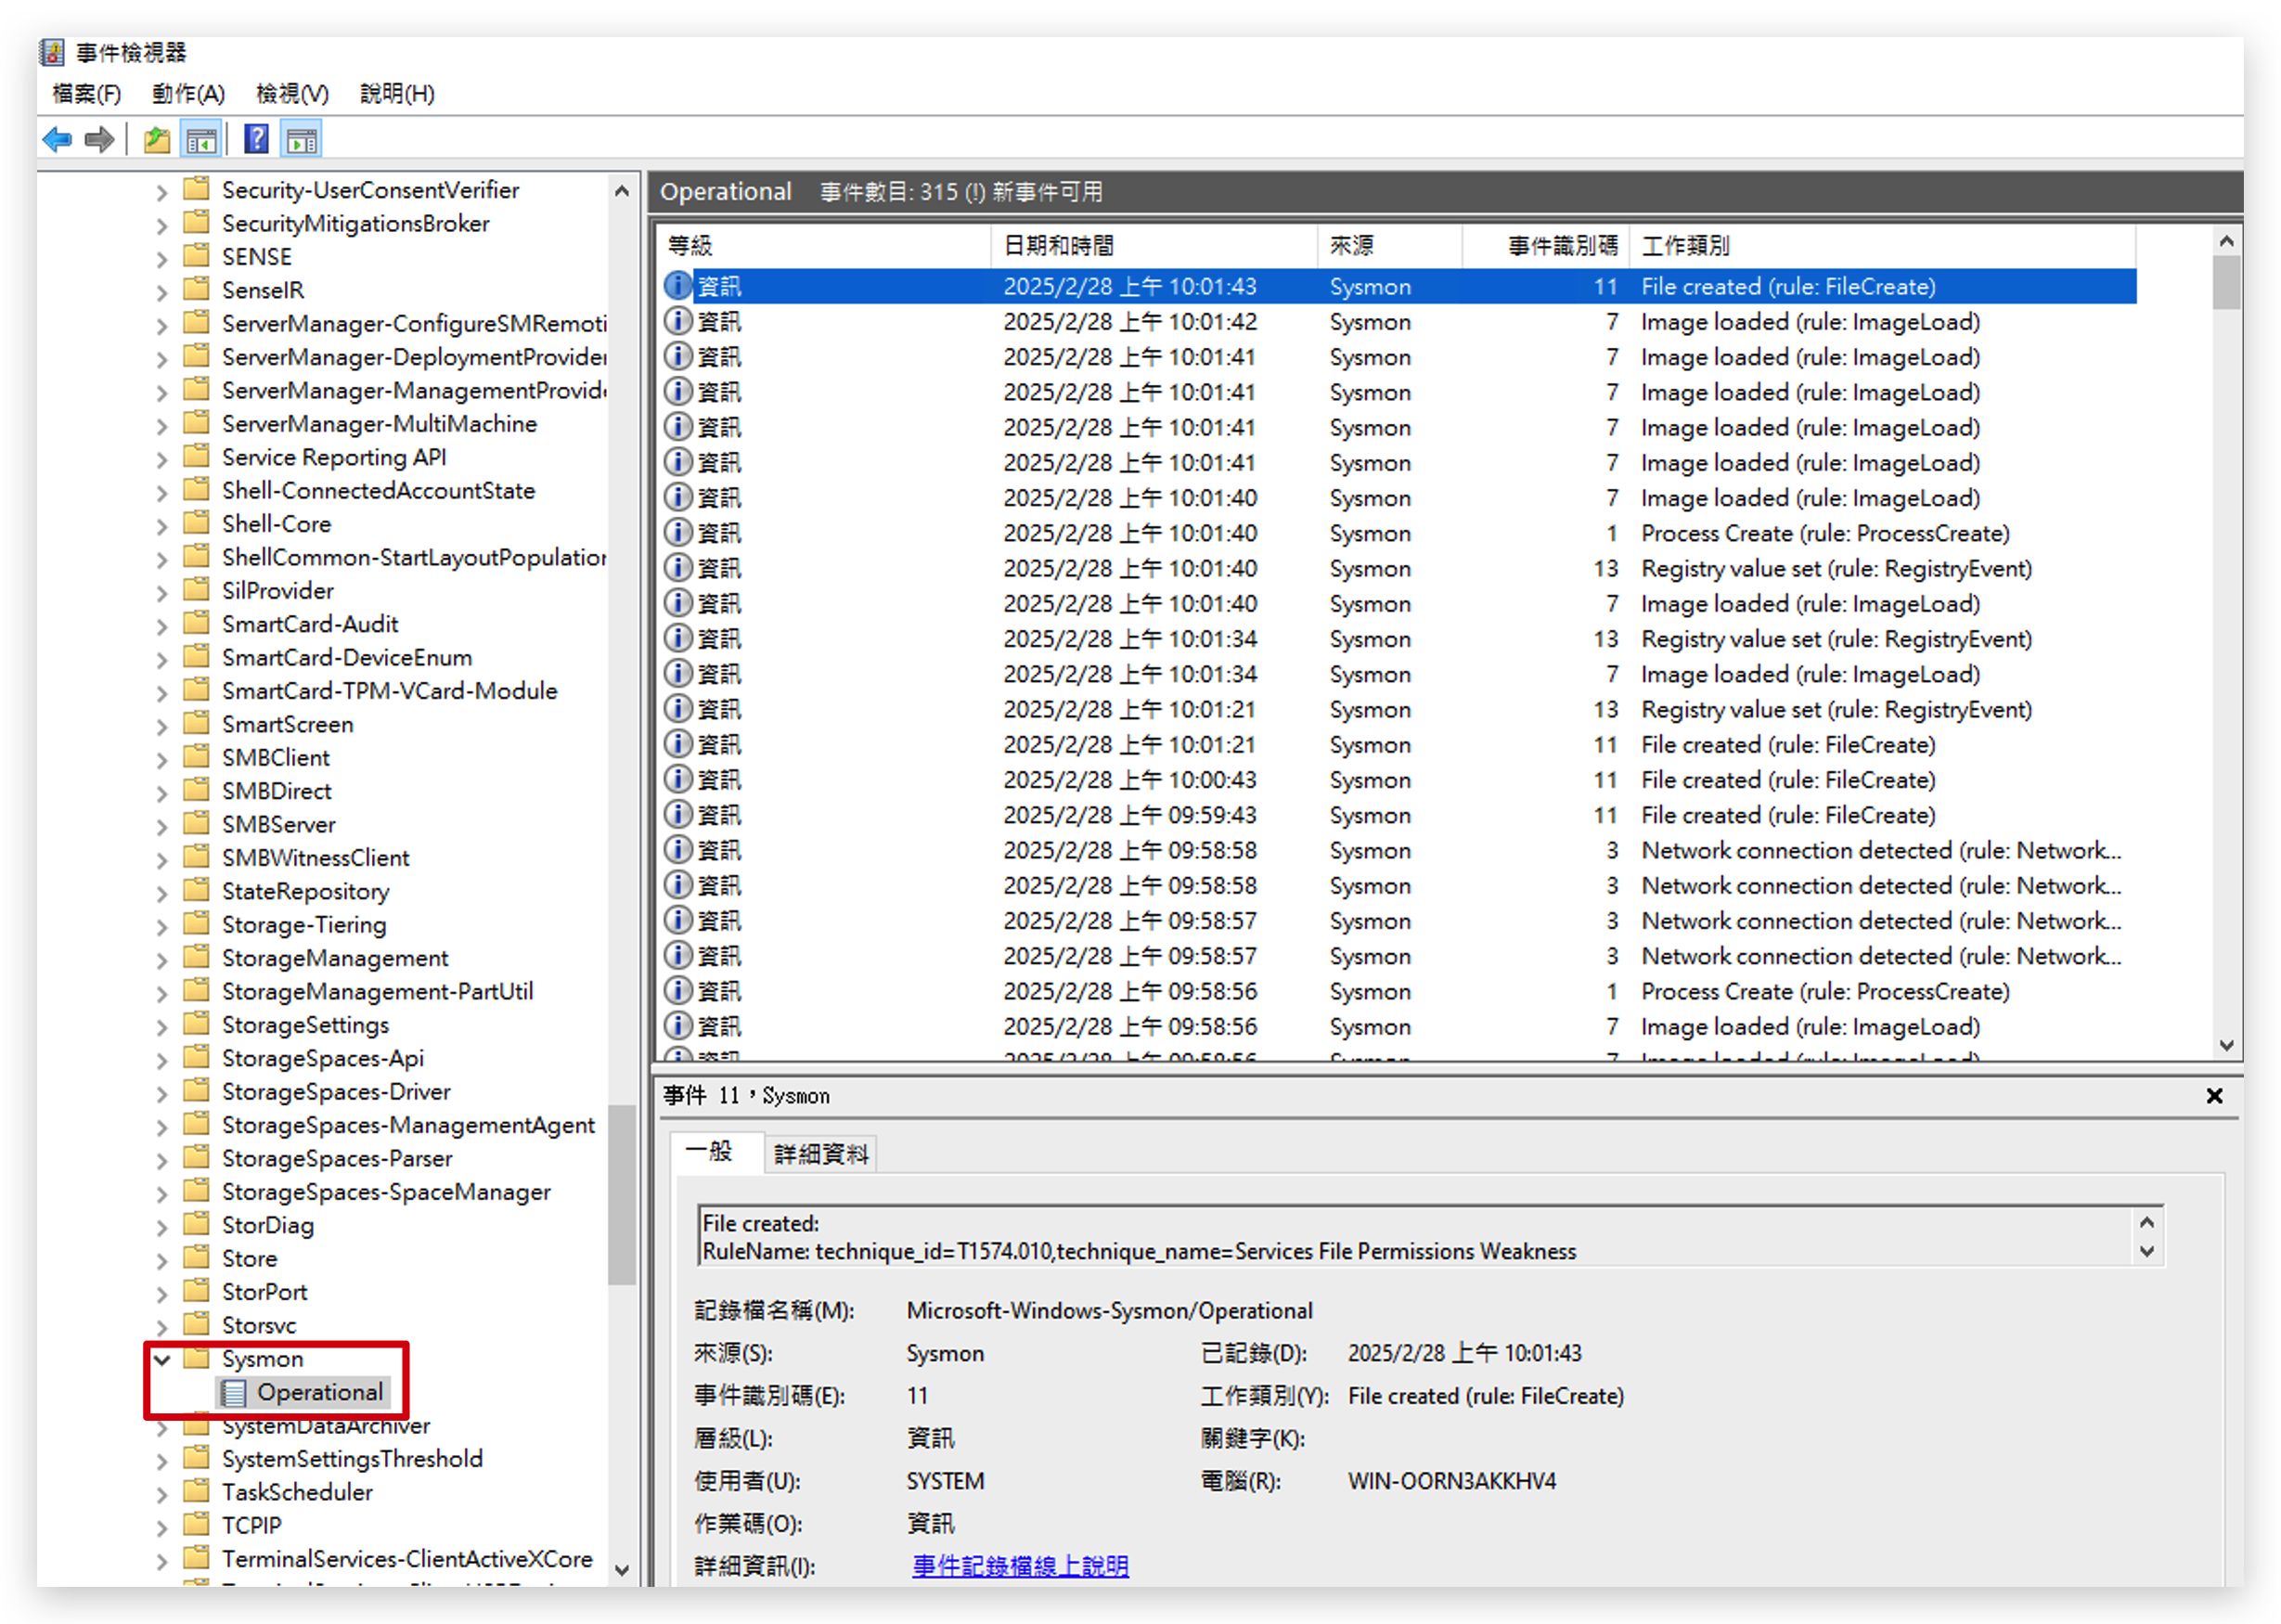 事件檢視器
檔案(F) 動作(A) 檢視(V) 說明(H)
Security-UserConsentVerifier
SecurityMitigationsBroker
SENSE
SenseIR
ServerManager-ConfigureSMRemoti
ServerManager-DeploymentProvider
ServerManager-ManagementProvide
ServerManager-MultiMachine
Service Reporting API
Shell-ConnectedAccountState
Shell-Core
ShellCommon-StartLayoutPopulation
SilProvider
SmartCard-Audit
SmartCard-DeviceEnum
SmartCard-TPM-VCard-Module
SmartScreen
SMBClient
SMBDirect
SMBServer
SMBWitnessClient
StateRepository
Storage-Tiering
StorageManagement
StorageManagement-PartUtil
StorageSettings
StorageSpaces-Api
StorageSpaces-Driver
StorageSpaces-ManagementAgent
StorageSpaces-Parser
StorageSpaces-SpaceManager
StorDiag
Store
StorPort
Storsvc
Sysmon
Operational
SystemDataArchiver
SystemSettingsThreshold
TaskScheduler
TCPIP
TerminalServices-ClientActiveXCore
Operational 事件數目: 315 (!) 新事件可用
等級 日期和時間 來源 事件識別碼 工作類別
資訊 2025/2/28 上午 10:01:43 Sysmon 11 File created (rule: FileCreate)
資訊 2025/2/28 上午 10:01:42 Sysmon 7 Image loaded (rule: ImageLoad)
資訊 2025/2/28 上午 10:01:41 Sysmon 7 Image loaded (rule: ImageLoad)
資訊 2025/2/28 上午 10:01:41 Sysmon 7 Image loaded (rule: ImageLoad)
資訊 2025/2/28 上午 10:01:41 Sysmon 7 Image loaded (rule: ImageLoad)
資訊 2025/2/28 上午 10:01:41 Sysmon 7 Image loaded (rule: ImageLoad)
資訊 2025/2/28 上午 10:01:40 Sysmon 7 Image loaded (rule: ImageLoad)
資訊 2025/2/28 上午 10:01:40 Sysmon 1 Process Create (rule: ProcessCreate)
資訊 2025/2/28 上午 10:01:40 Sysmon 13 Registry value set (rule: RegistryEvent)
資訊 2025/2/28 上午 10:01:40 Sysmon 7 Image loaded (rule: ImageLoad)
資訊 2025/2/28 上午 10:01:34 Sysmon 13 Registry value set (rule: RegistryEvent)
資訊 2025/2/28 上午 10:01:34 Sysmon 7 Image loaded (rule: ImageLoad)
資訊 2025/2/28 上午 10:01:21 Sysmon 13 Registry value set (rule: RegistryEvent)
資訊 2025/2/28 上午 10:01:21 Sysmon 11 File created (rule: FileCreate)
資訊 2025/2/28 上午 10:00:43 Sysmon 11 File created (rule: FileCreate)
資訊 2025/2/28 上午 09:59:43 Sysmon 11 File created (rule: FileCreate)
資訊 2025/2/28 上午 09:58:58 Sysmon 3 Network connection detected (rule: Network...
資訊 2025/2/28 上午 09:58:58 Sysmon 3 Network connection detected (rule: Network...
資訊 2025/2/28 上午 09:58:57 Sysmon 3 Network connection detected (rule: Network...
資訊 2025/2/28 上午 09:58:57 Sysmon 3 Network connection detected (rule: Network...
資訊 2025/2/28 上午 09:58:56 Sysmon 1 Process Create (rule: ProcessCreate)
資訊 2025/2/28 上午 09:58:56 Sysmon 7 Image loaded (rule: ImageLoad)
資訊 2025/2/28 上午 09:58:56 Sysmon 7 Image loaded (rule: ImageLoad)
事件 11，Sysmon
一般 詳細資料
File created:
RuleName: technique_id=T1574.010,technique_name=Services File Permissions Weakness
記錄檔名稱(M): Microsoft-Windows-Sysmon/Operational
來源(S): Sysmon 已記錄(D): 2025/2/28 上午 10:01:43
事件識別碼(E): 11 工作類別(Y): File created (rule: FileCreate)
層級(L): 資訊 關鍵字(K):
使用者(U): SYSTEM 電腦(R): WIN-OORN3AKKHV4
作業碼(O): 資訊
詳細資訊(I): 事件記錄檔線上說明